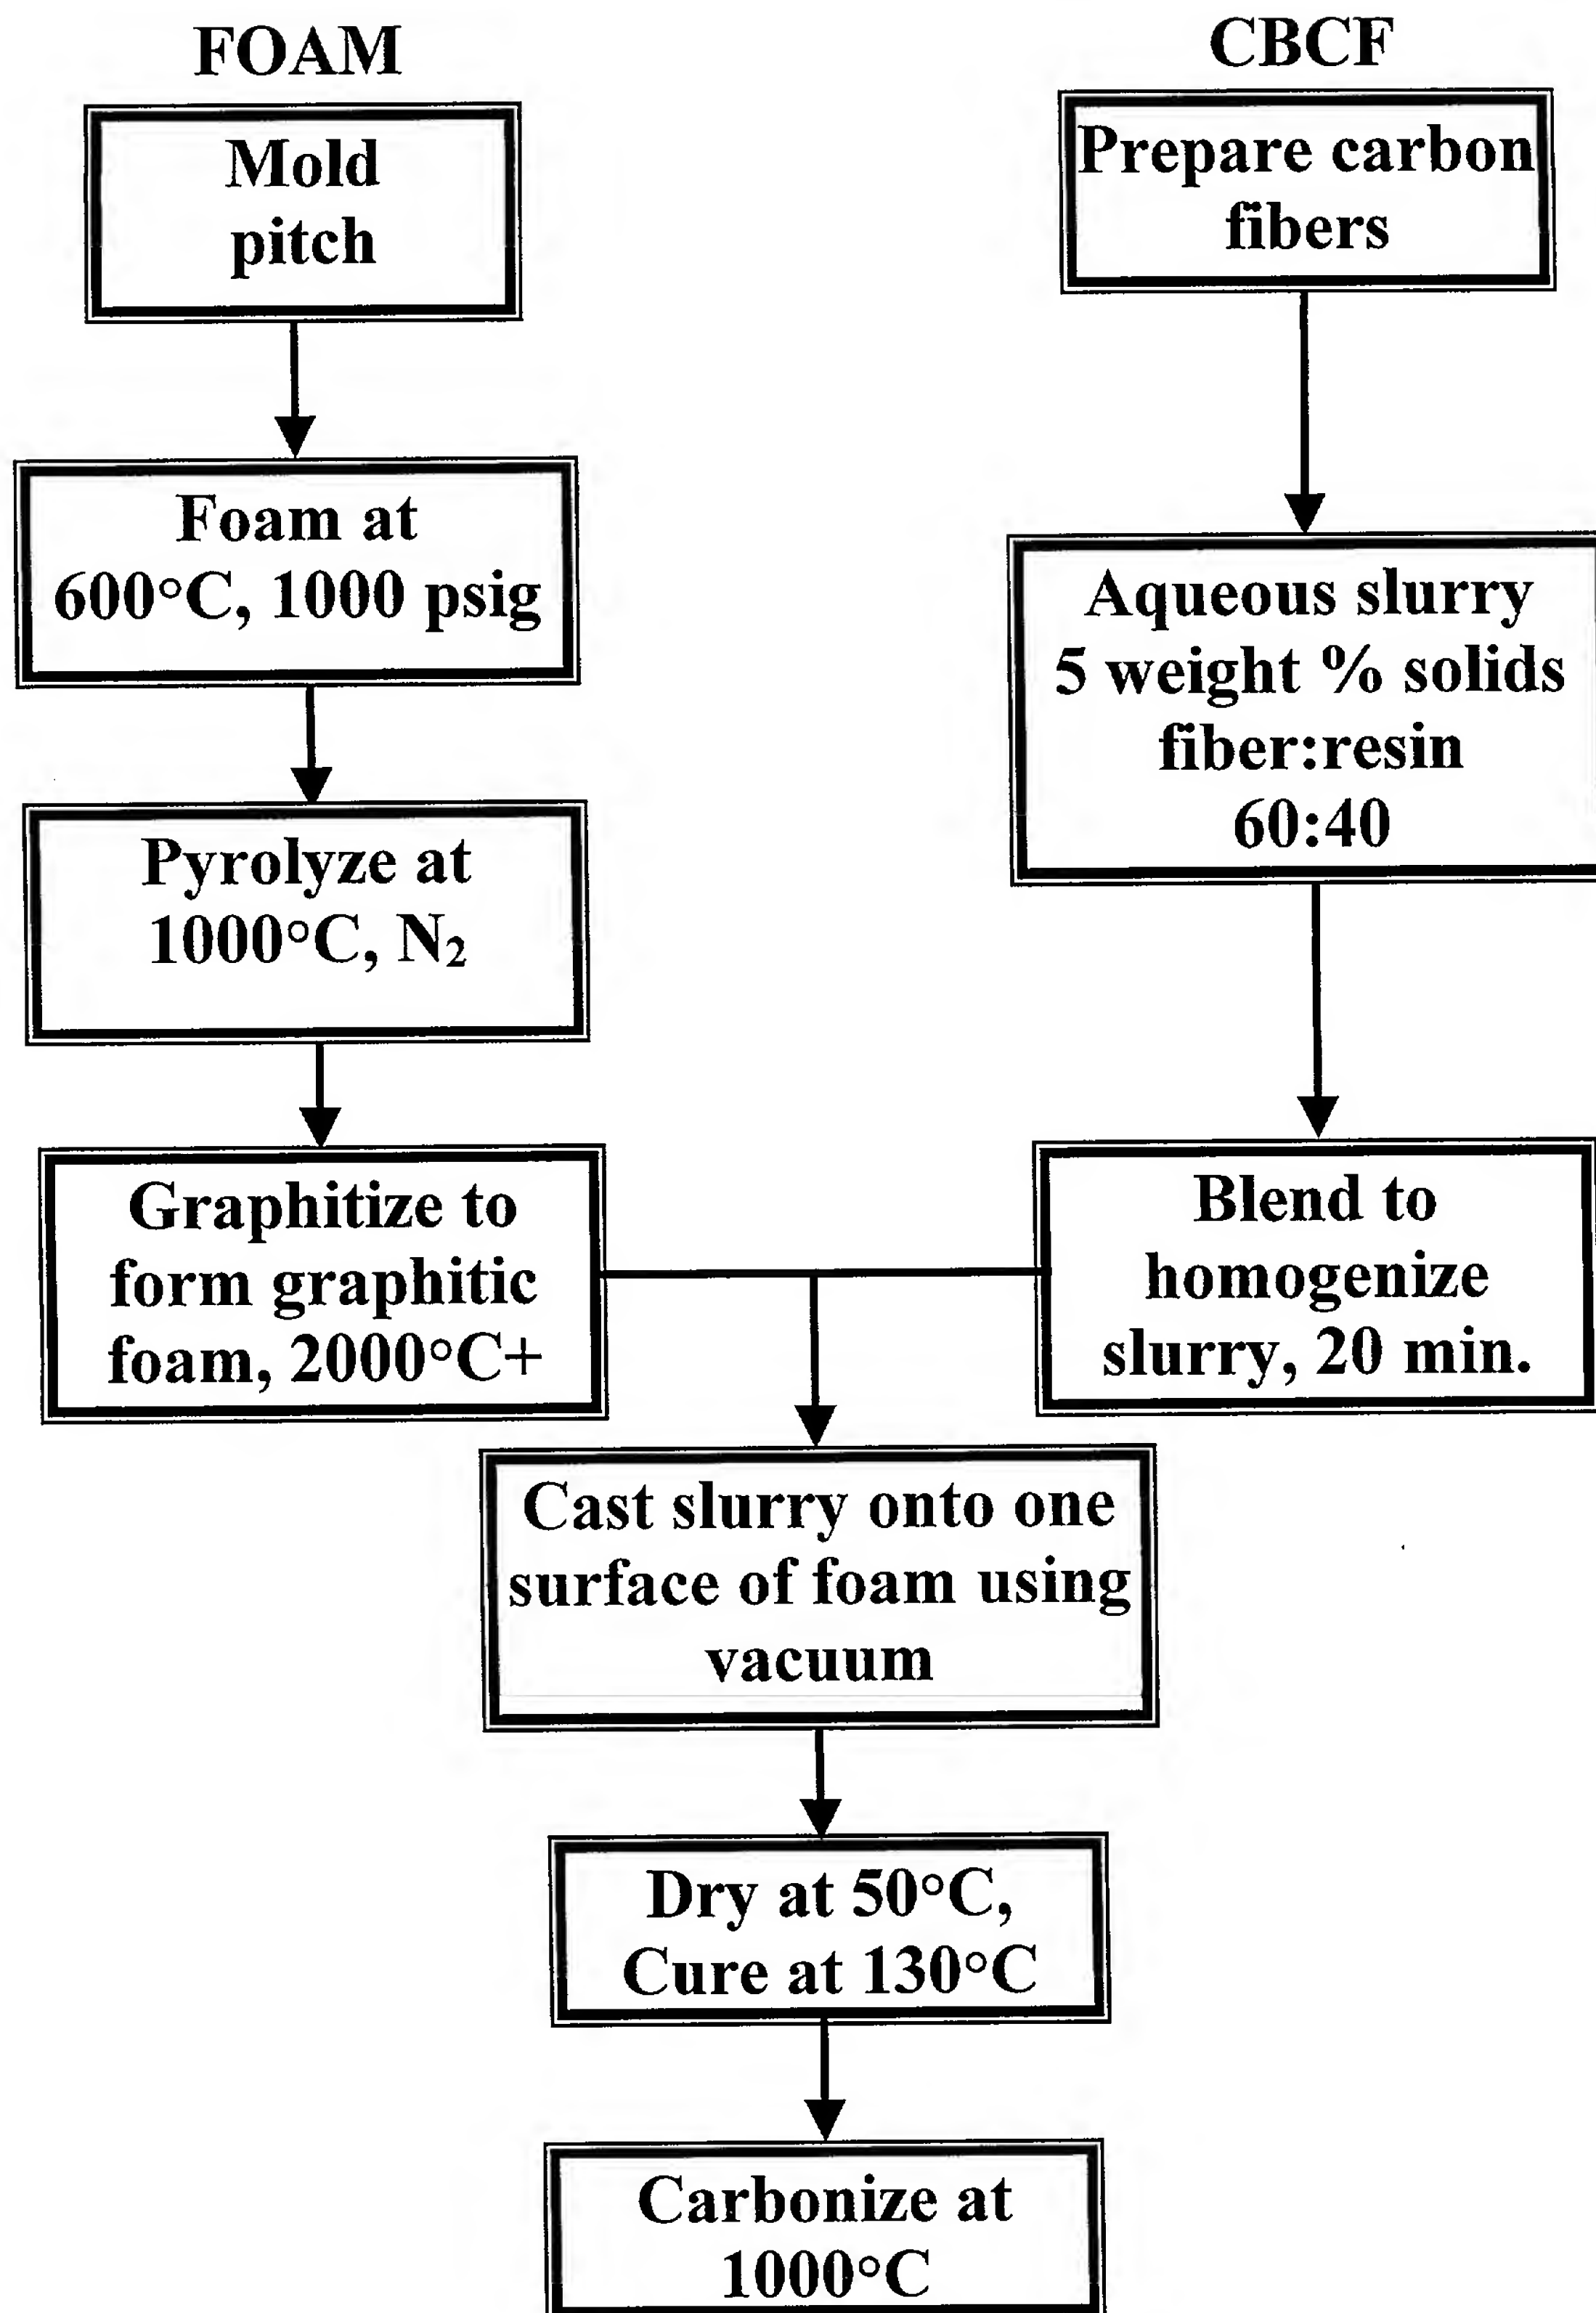 FOAM
Mold
pitch
Foam at
600°C, 1000 psig
Pyrolyze at
1000°C, N₂
Graphitize to
form graphitic
foam, 2000°C+
CBCF
Prepare carbon
fibers
Aqueous slurry
5 weight % solids
fiber:resin
60:40
Blend to
homogenize
slurry, 20 min.
Cast slurry onto one
surface of foam using
vacuum
Dry at 50°C,
Cure at 130°C
Carbonize at
1000°C